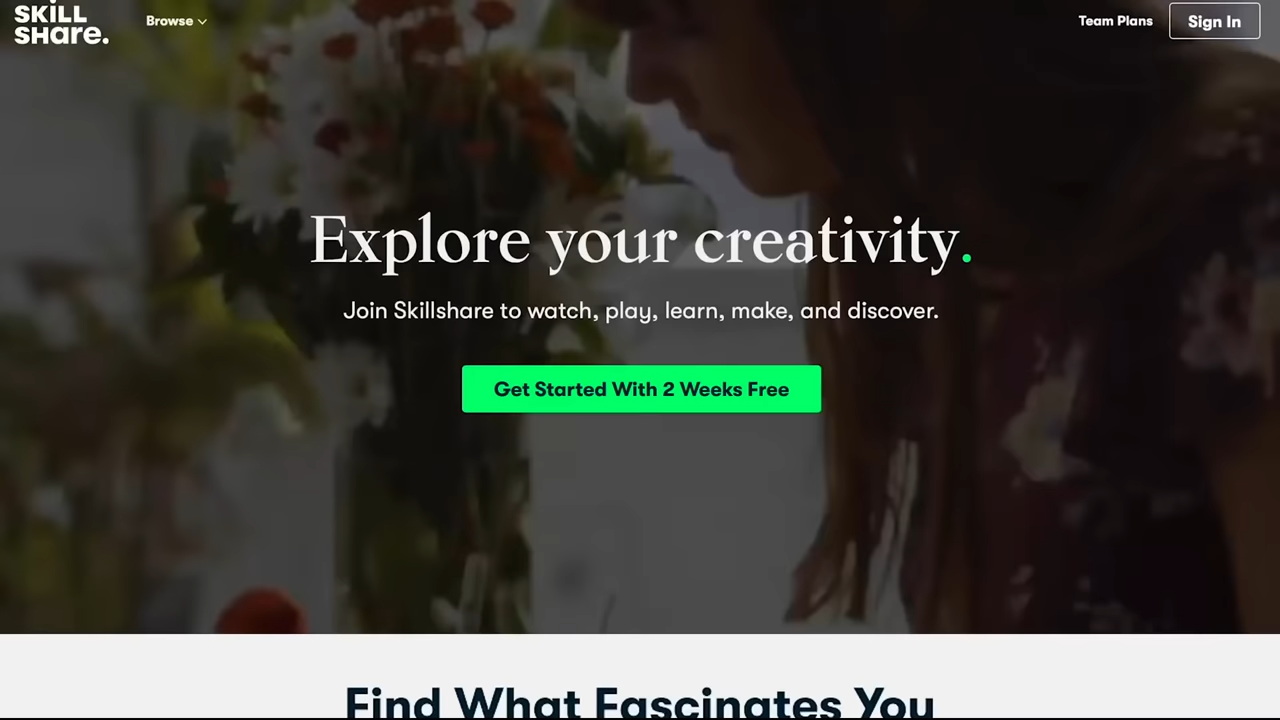 SKiLL
SHare.
Browse
Team Plans
Sign In
Explore your creativity.
Join Skillshare to watch, play, learn, make, and discover.
Get Started With 2 Weeks Free
Find What Fascinates You